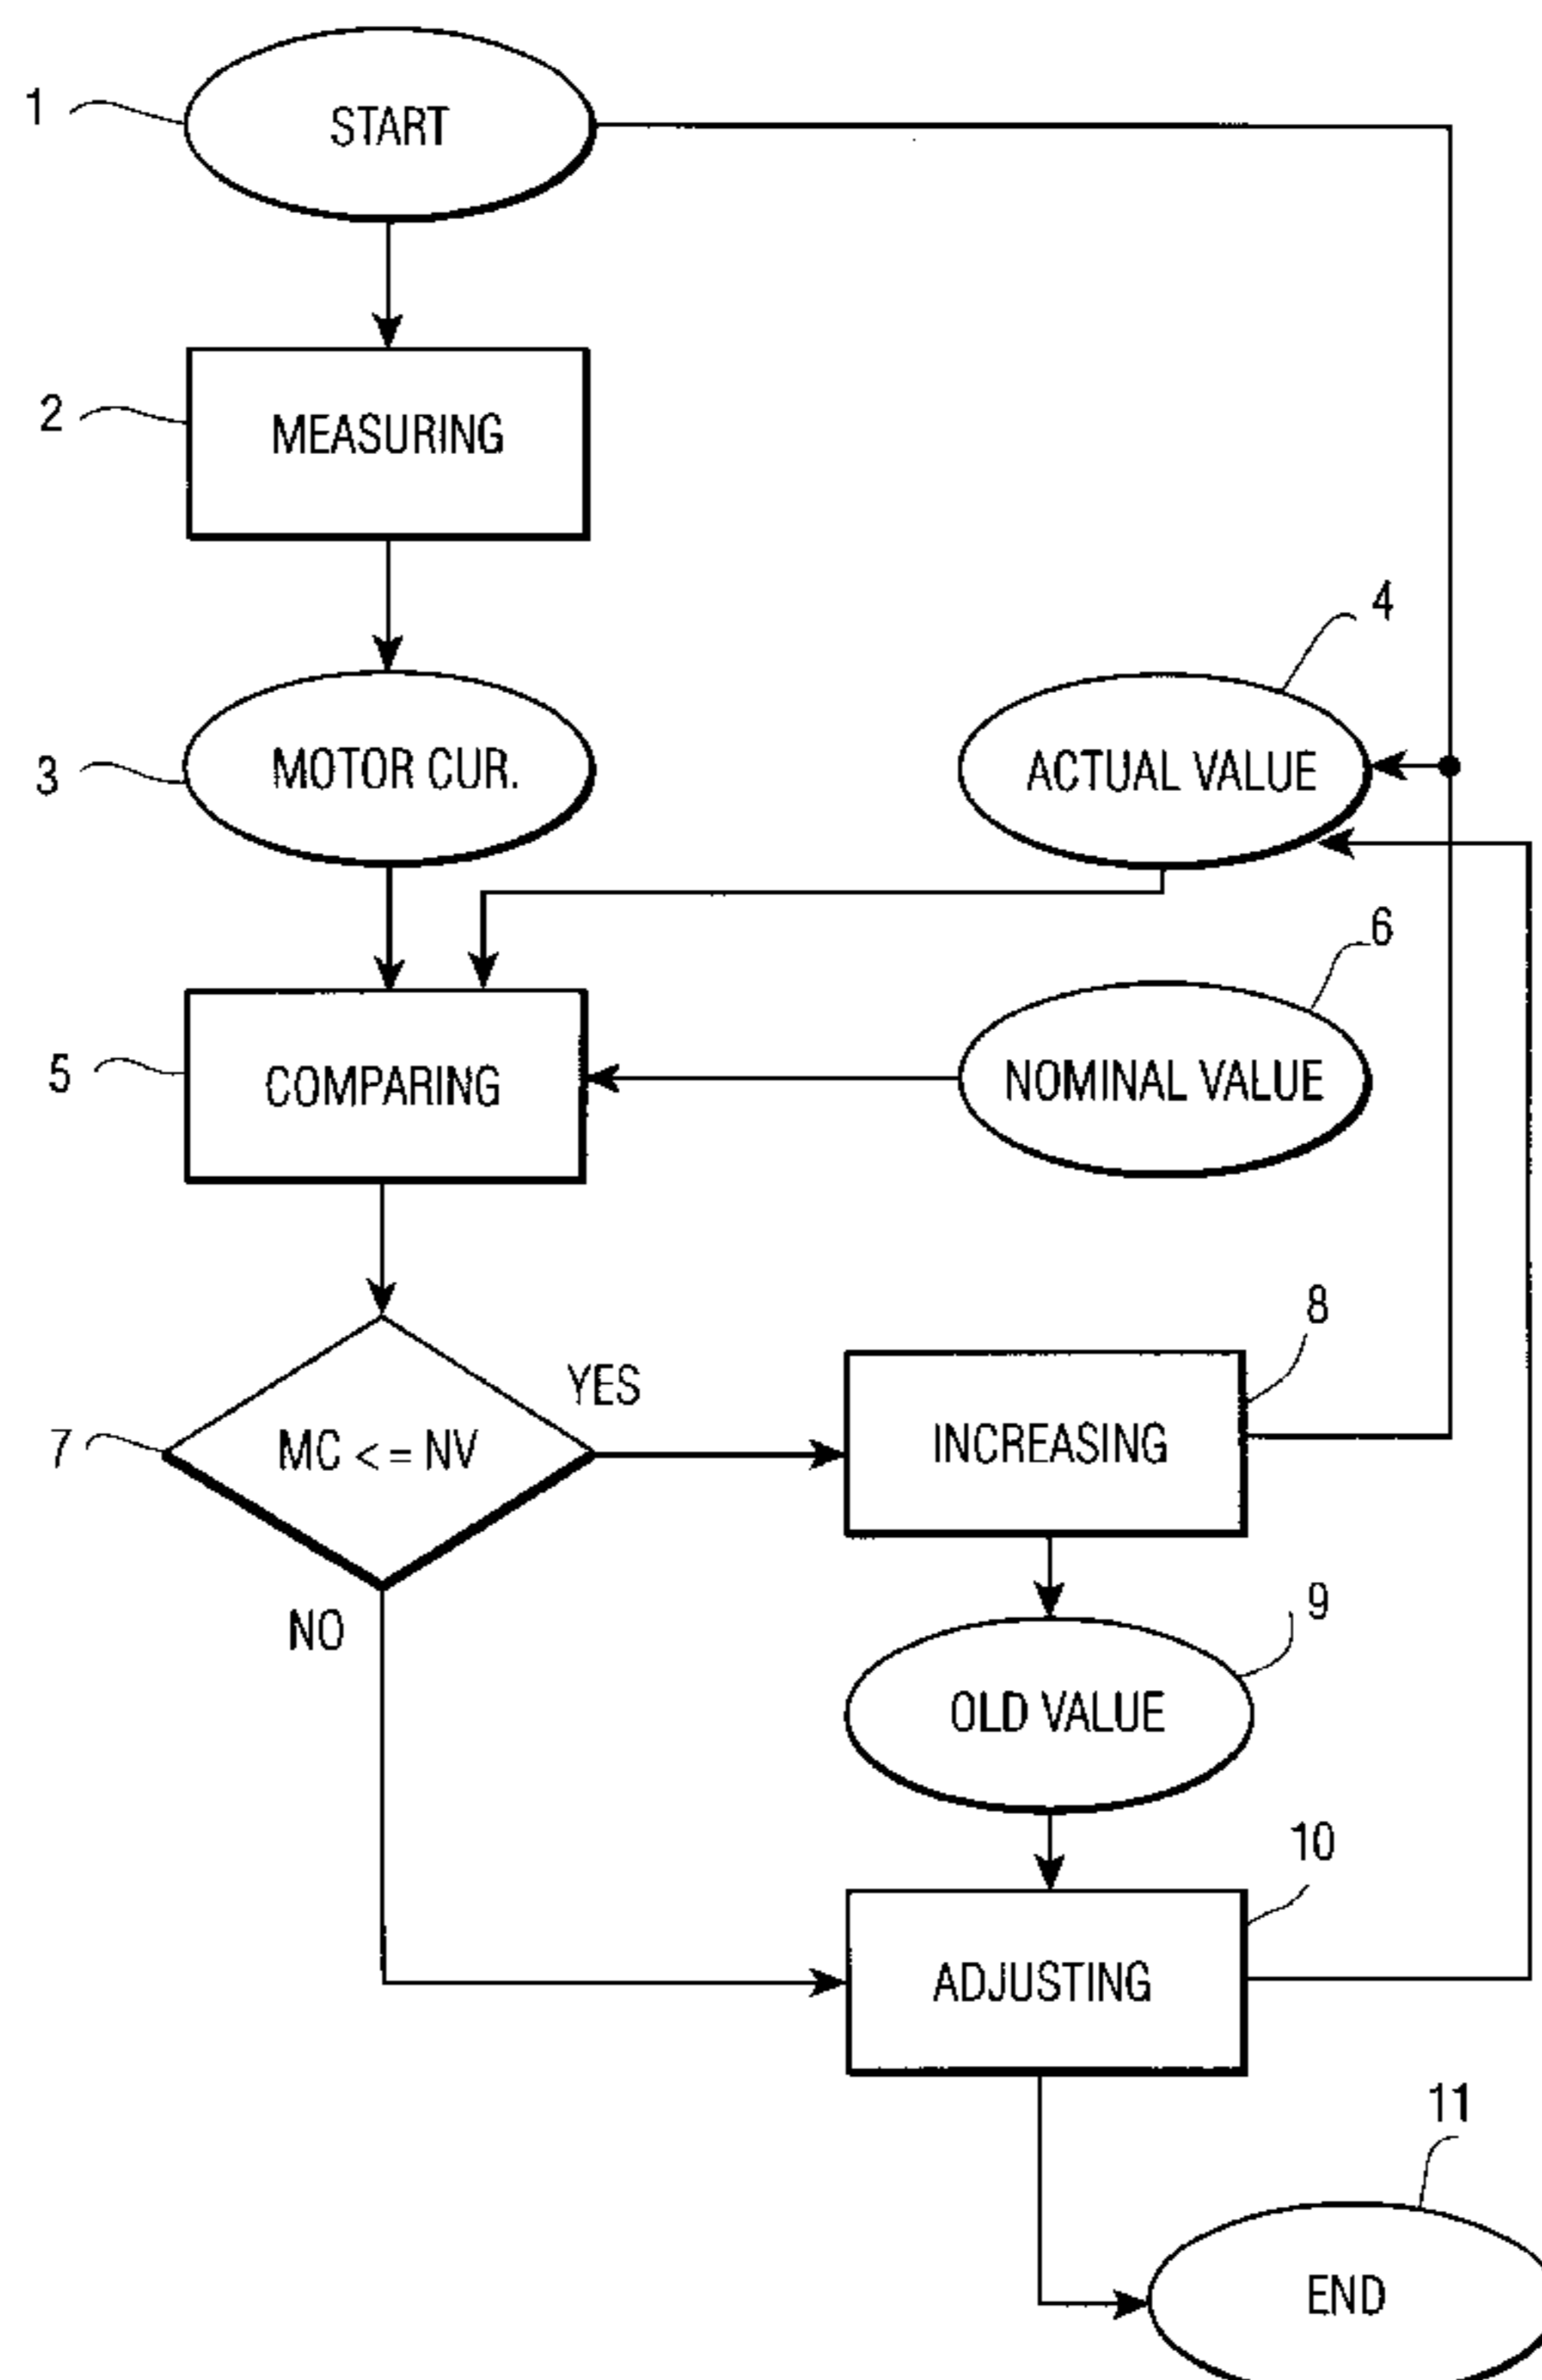 1
START
2
MEASURING
4
3
MOTOR CUR.
ACTUAL VALUE
6
5
COMPARING
NOMINAL VALUE
8
YES
7
MC <= NV
INCREASING
9
NO
OLD VALUE
10
ADJUSTING
11
END